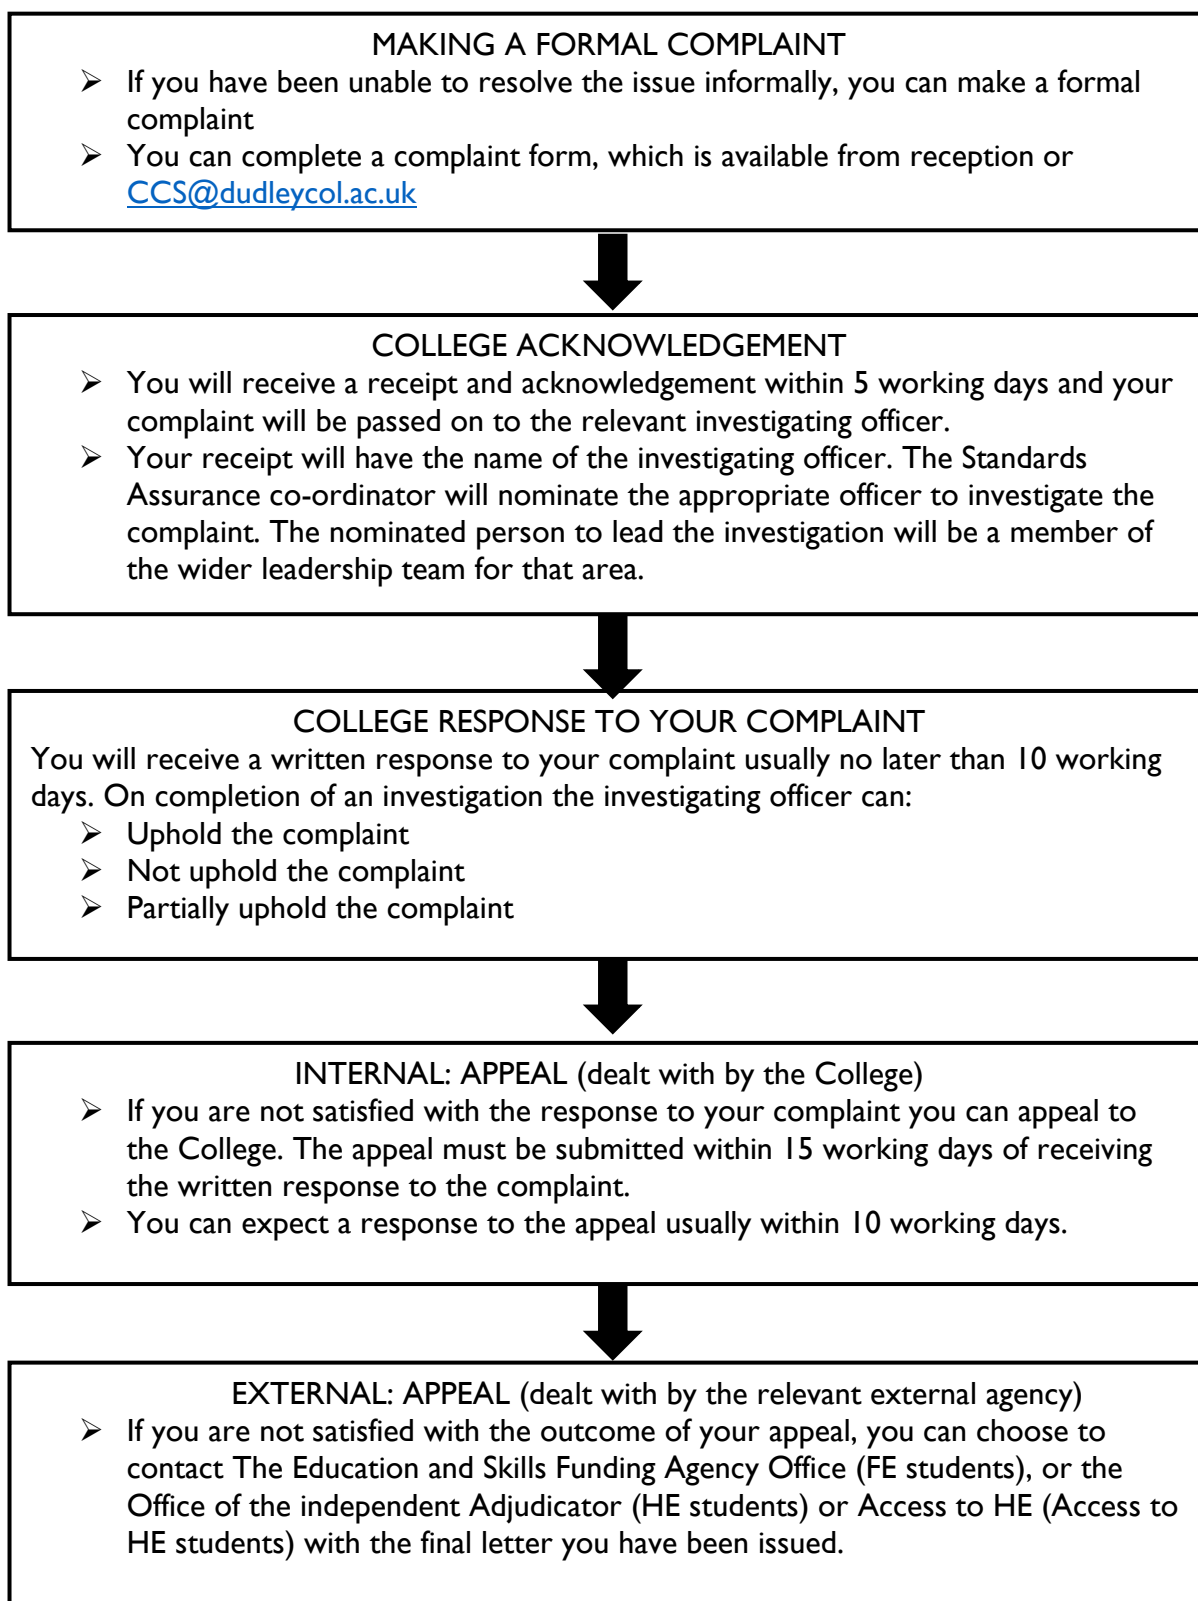 MAKING A FORMAL COMPLAINT
➢ If you have been unable to resolve the issue informally, you can make a formal
complaint
➢ You can complete a complaint form, which is available from reception or
CCS@dudleycol.ac.uk
COLLEGE ACKNOWLEDGEMENT
➢ You will receive a receipt and acknowledgement within 5 working days and your
complaint will be passed on to the relevant investigating officer.
➢ Your receipt will have the name of the investigating officer. The Standards
Assurance co-ordinator will nominate the appropriate officer to investigate the
complaint. The nominated person to lead the investigation will be a member of
the wider leadership team for that area.
COLLEGE RESPONSE TO YOUR COMPLAINT
You will receive a written response to your complaint usually no later than 10 working
days. On completion of an investigation the investigating officer can:
➢ Uphold the complaint
➢ Not uphold the complaint
➢ Partially uphold the complaint
INTERNAL: APPEAL (dealt with by the College)
➢ If you are not satisfied with the response to your complaint you can appeal to
the College. The appeal must be submitted within 15 working days of receiving
the written response to the complaint.
➢ You can expect a response to the appeal usually within 10 working days.
EXTERNAL: APPEAL (dealt with by the relevant external agency)
➢ If you are not satisfied with the outcome of your appeal, you can choose to
contact The Education and Skills Funding Agency Office (FE students), or the
Office of the independent Adjudicator (HE students) or Access to HE (Access to
HE students) with the final letter you have been issued.